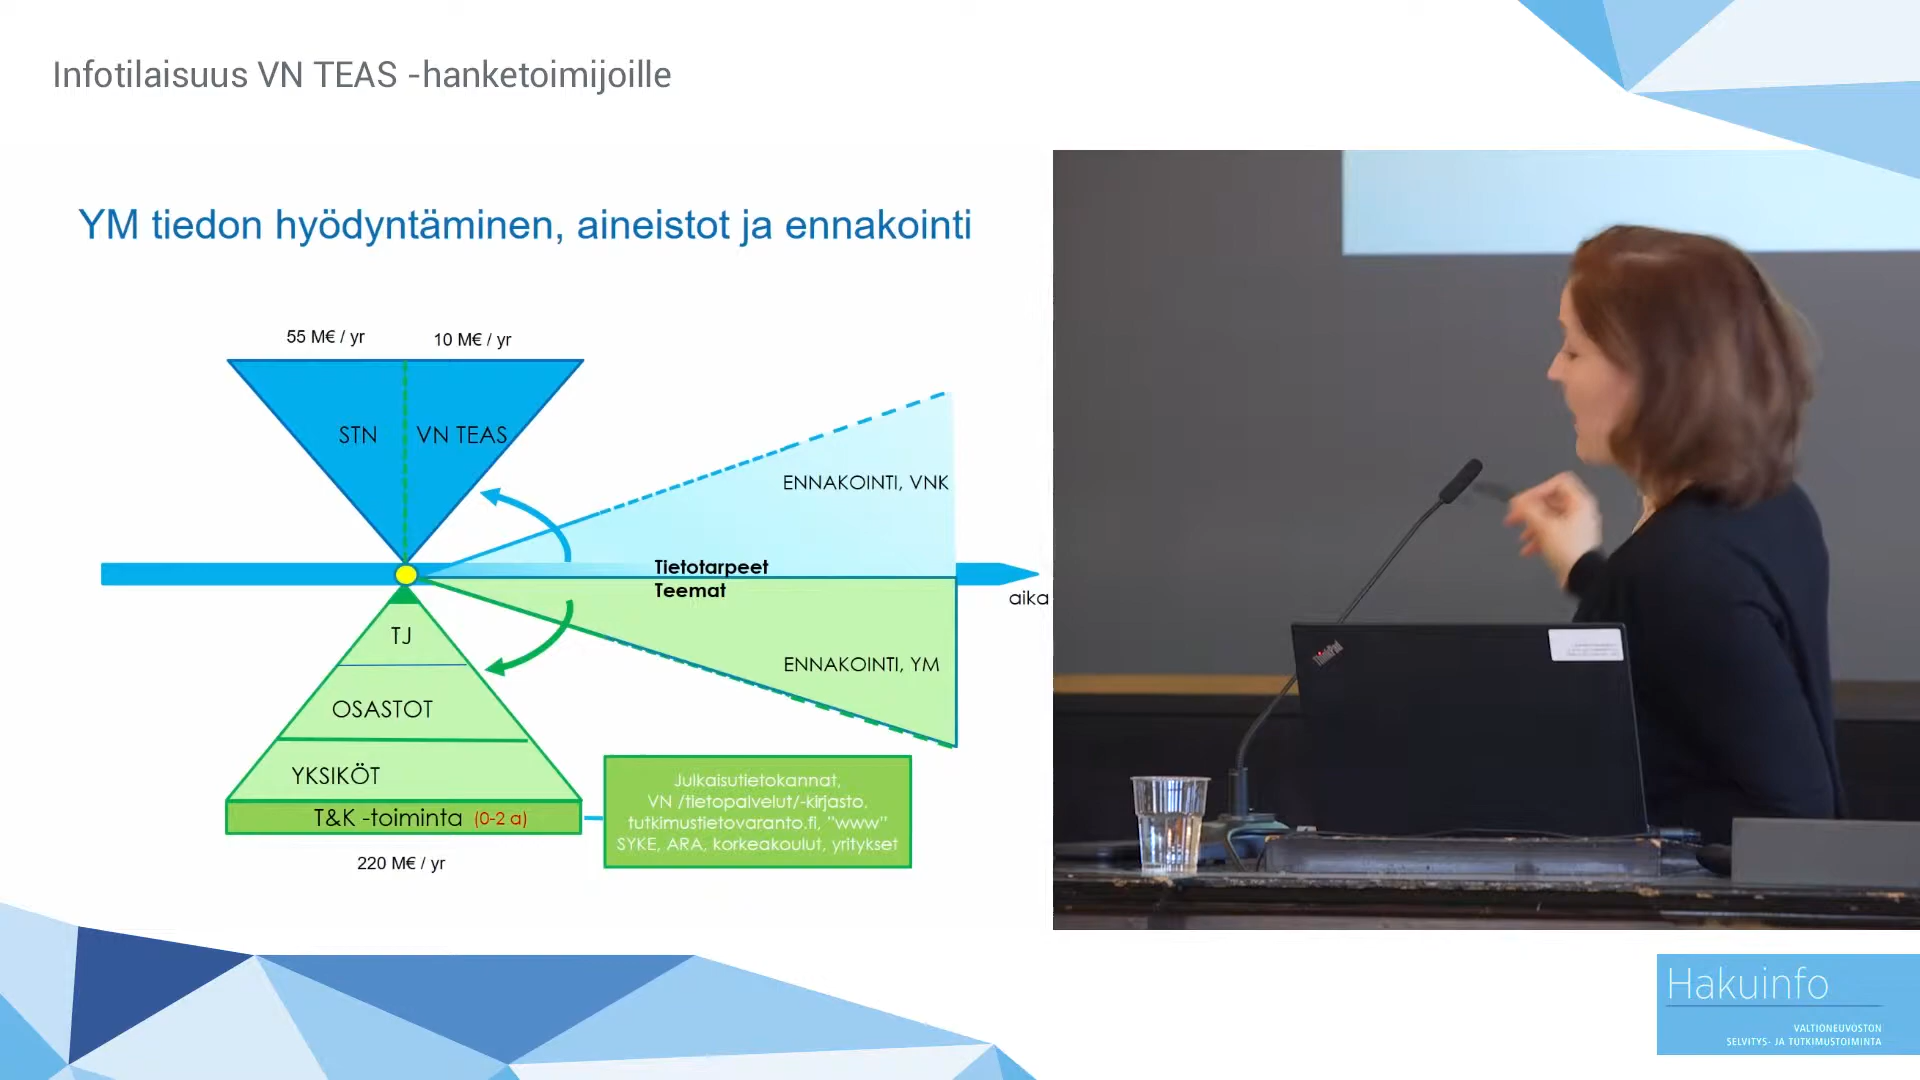 Infotilaisuus VN TEAS -hanketoimijoille
YM tiedon hyödyntäminen, aineistot ja ennakointi
55 M€ / yr
10 M€ / yr
STN
VN TEAS
ENNAKOINTI, VNK
Tietotarpeet
Teemat
aika
TJ
ENNAKOINTI, YM
OSASTOT
YKSIKÖT
T&K -toiminta (0-2 a)
220 M€ / yr
Julkaisutietokannat,
VN /tietopalvelut/-kirjasto,
tutkimustietovaranto.fi, "www"
SYKE, ARA, korkeakoulut, yritykset
ThinkPad
Hakuinfo
VALTIONEUVOSTON
SELVITYS- JA TUTKIMUSTOIMINTA